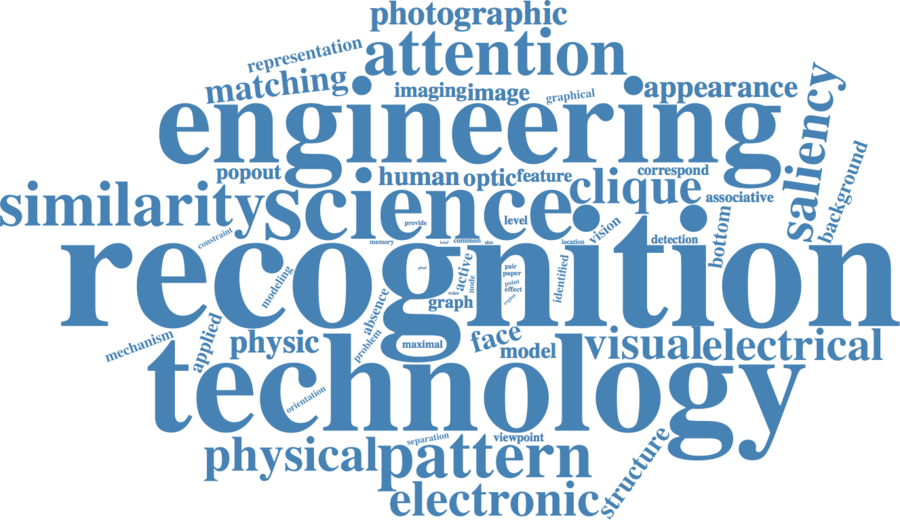 photographic
representation
attention
matching
imaging
image
graphical
appearance
engineering
saliency
popout
human
optic
feature
correspond
clique
associative
background
similarity
science
provide
level
vision
bottom
constraint
memory
common
location
detection
recognition
modeling
active
node
pair
paper
point
effect
region
identified
absence
graph
problem
maximal
mechanism
applied
physic
face
model
visual
electrical
technology
orientation
separation
viewpoint
physical
pattern
structure
electronic